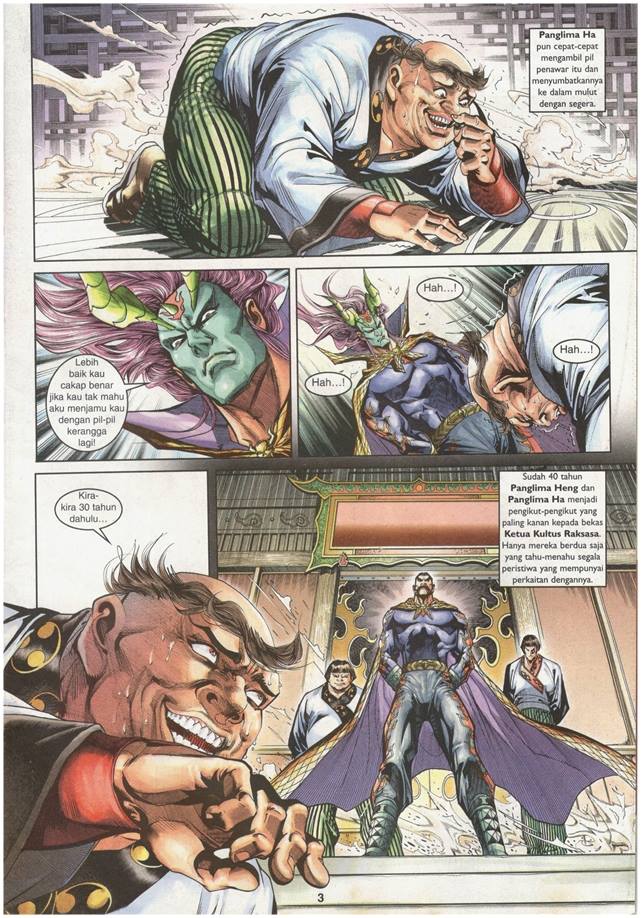 Panglima Ha
pun cepat-cepat
mengambil pil
penawar itu dan
menyumbatkannya
ke dalam mulut
dengan segera.
Lebih
baik kau
cakap benar
jika kau tak mahu
aku menjamu kau
dengan pil-pil
kerangga
lagi!
Hah...!
Hah...!
Hah...!
Kira-
kira 30 tahun
dahulu...
Sudah 40 tahun
Panglima Heng dan
Panglima Ha menjadi
pengikut-pengikut yang
paling kanan kepada bekas
Ketua Kultus Raksasa.
Hanya mereka berdua saja
yang tahu-menahu segala
peristiwa yang mempunyai
perkaitan dengannya.
3